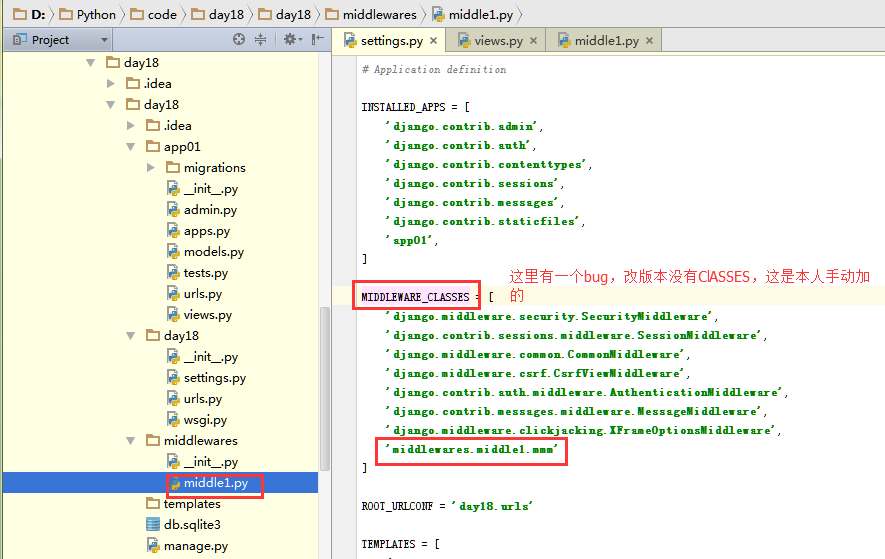 D: Python code day18 day18 middlewares middle1.py
Project
settings.py views.py middle1.py
day18
.idea
day18
.idea
app01
migrations
__init__.py
admin.py
apps.py
models.py
tests.py
urls.py
views.py
day18
__init__.py
settings.py
urls.py
wsgi.py
middlewares
__init__.py
middle1.py
templates
db.sqlite3
manage.py
# Application definition
INSTALLED_APPS = [
'django.contrib.admin',
'django.contrib.auth',
'django.contrib.contenttypes',
'django.contrib.sessions',
'django.contrib.messages',
'django.contrib.staticfiles',
'app01',
]
这里有一个bug，改版本没有ClASSES，这是本人手动加
的
MIDDLEWARE_CLASSES = [
'django.middleware.security.SecurityMiddleware',
'django.contrib.sessions.middleware.SessionMiddleware',
'django.middleware.common.CommonMiddleware',
'django.middleware.csrf.CsrfViewMiddleware',
'django.contrib.auth.middleware.AuthenticationMiddleware',
'django.contrib.messages.middleware.MessageMiddleware',
'django.middleware.clickjacking.XFrameOptionsMiddleware',
'middlewares.middle1.mmm'
]
ROOT_URLCONF = 'day18.urls'
TEMPLATES = [